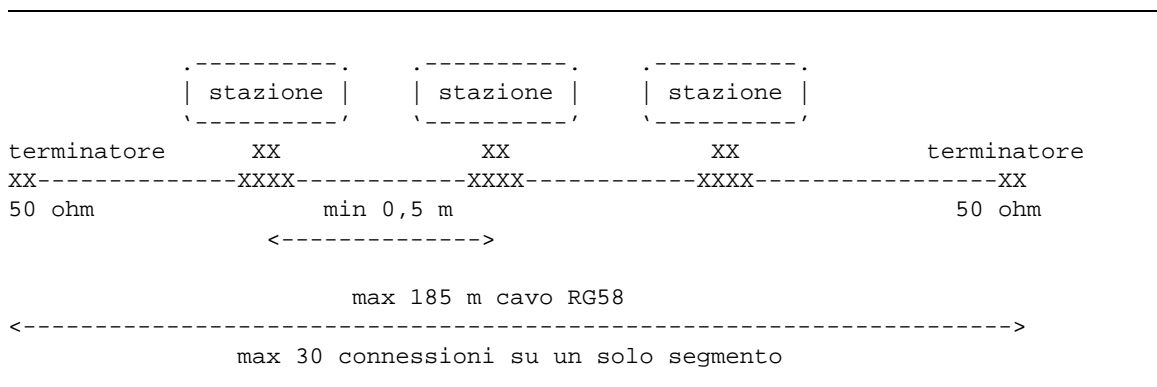 .----------. .----------. .----------.
| stazione | | stazione | | stazione |
`----------' `----------' `----------'
terminatore XX XX XX terminatore
XX--------------XXXX------------XXXX------------XXXX-----------------XX
50 ohm min 0,5 m 50 ohm
<-------------->
max 185 m cavo RG58
<--------------------------------------------------------------------->
max 30 connessioni su un solo segmento